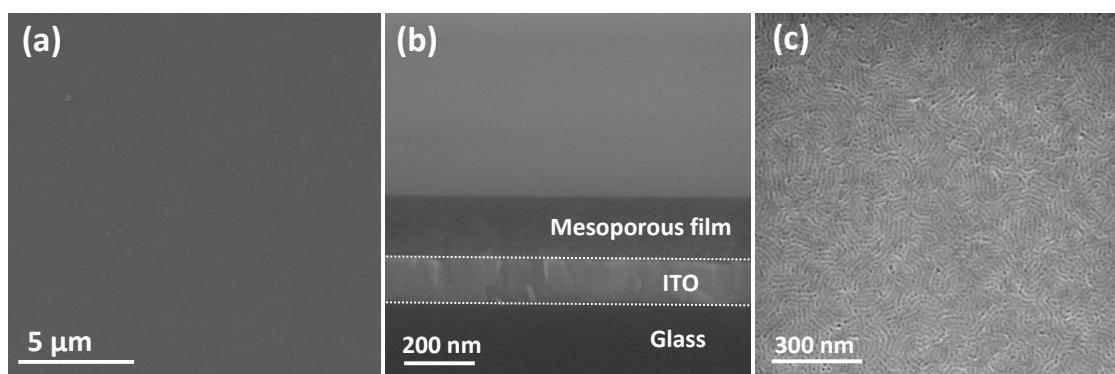 (a)
5 μm
(b)
Mesoporous film
ITO
Glass
200 nm
(c)
300 nm